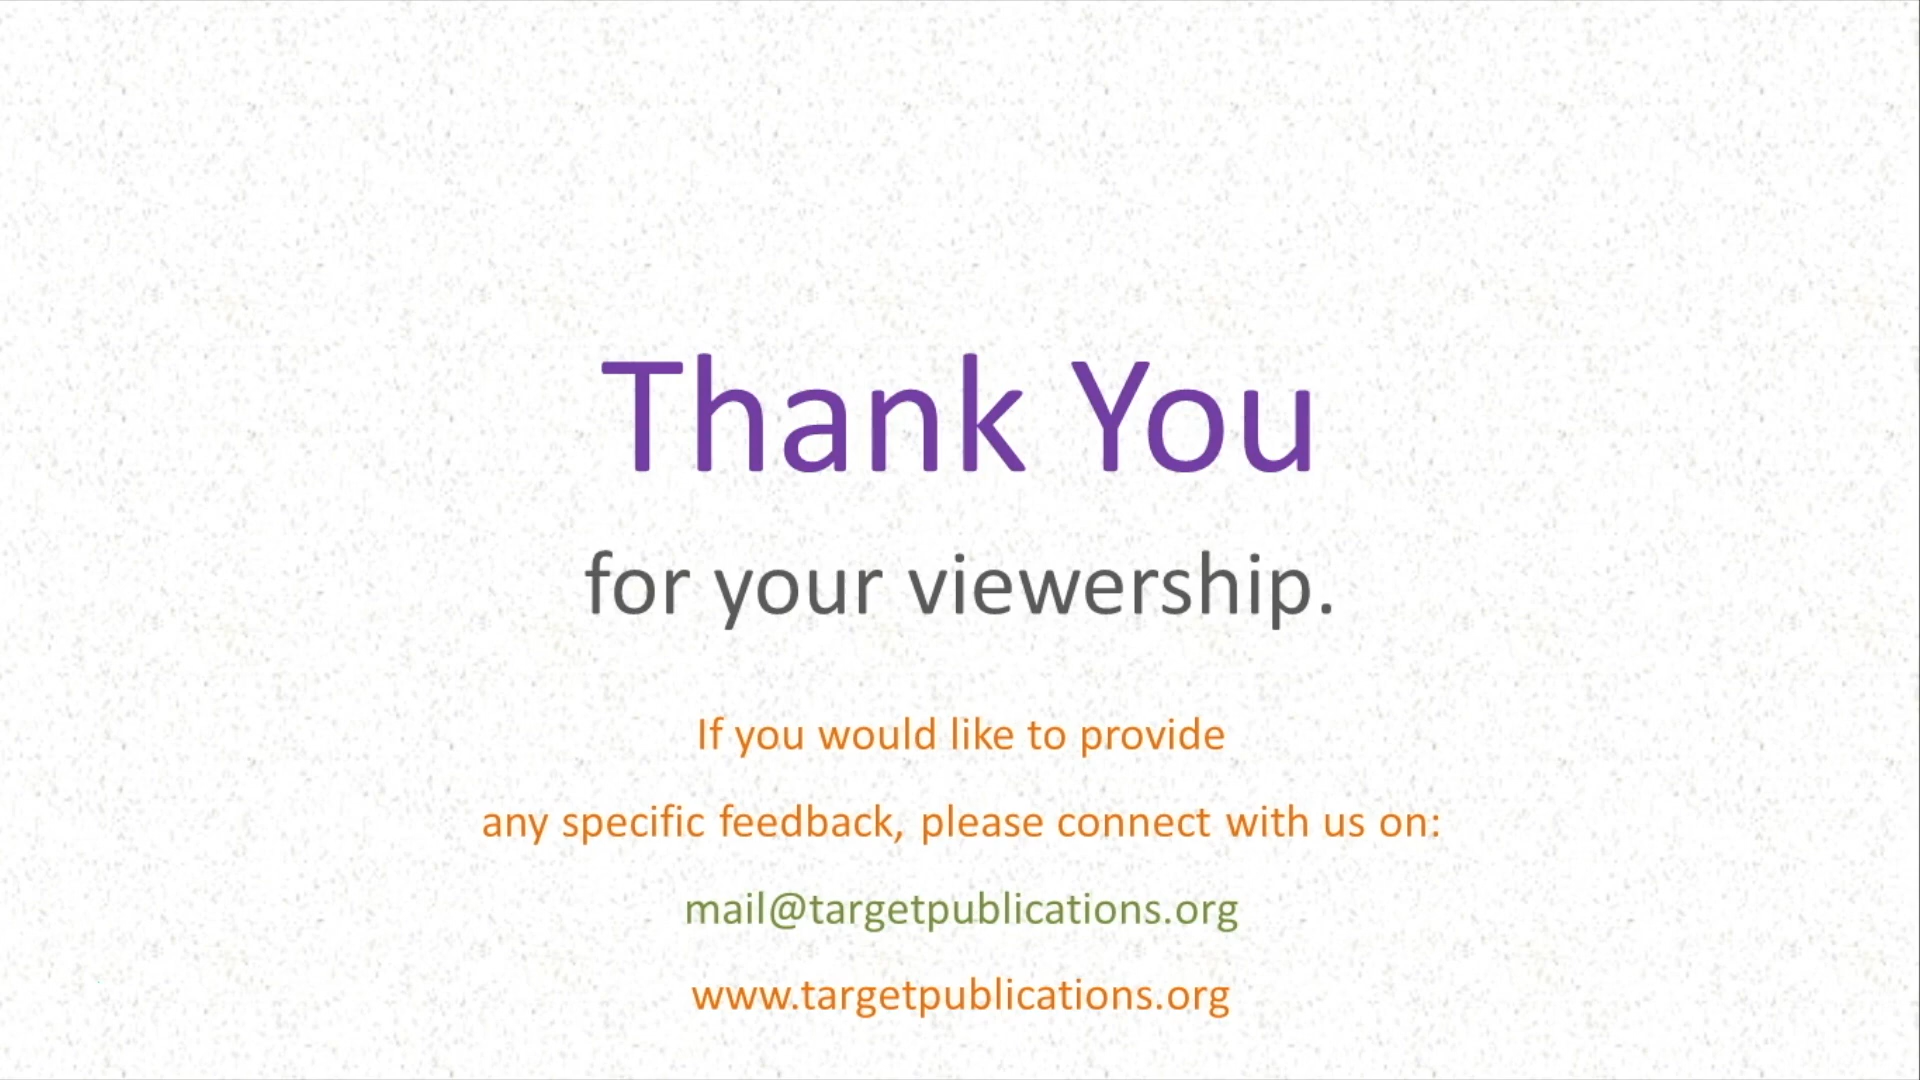 Thank You
for your viewership.
If you would like to provide
any specific feedback, please connect with us on:
mail@targetpublications.org
www.targetpublications.org